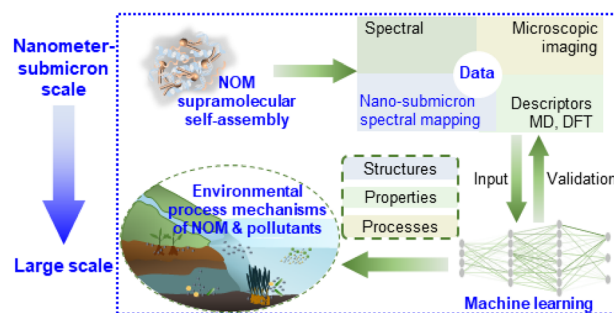 Nanometer-
submicron
scale
Large scale
NOM
supramolecular
self-assembly
Spectral
Microscopic
imaging
Data
Nano-submicron
spectral mapping
Descriptors
MD, DFT
Input
Validation
Structures
Properties
Processes
Environmental
process mechanisms
of NOM & pollutants
Machine learning